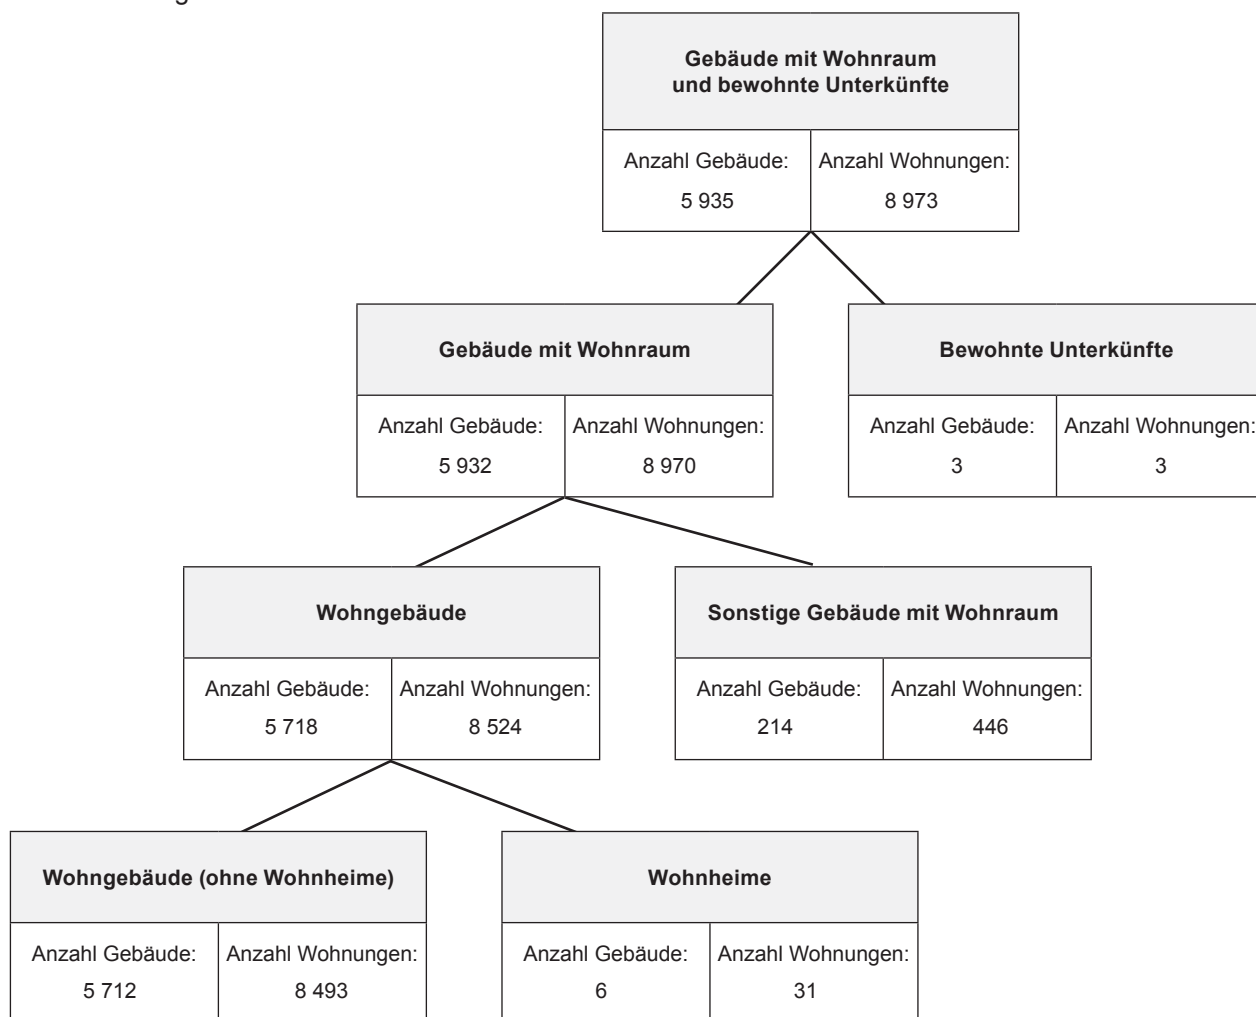 Gebäude mit Wohnraum
und bewohnte Unterkünfte
Anzahl Gebäude:
5 935
Anzahl Wohnungen:
8 973
Gebäude mit Wohnraum
Anzahl Gebäude:
5 932
Anzahl Wohnungen:
8 970
Bewohnte Unterkünfte
Anzahl Gebäude:
3
Anzahl Wohnungen:
3
Wohngebäude
Anzahl Gebäude:
5 718
Anzahl Wohnungen:
8 524
Sonstige Gebäude mit Wohnraum
Anzahl Gebäude:
214
Anzahl Wohnungen:
446
Wohngebäude (ohne Wohnheime)
Anzahl Gebäude:
5 712
Anzahl Wohnungen:
8 493
Wohnheime
Anzahl Gebäude:
6
Anzahl Wohnungen:
31